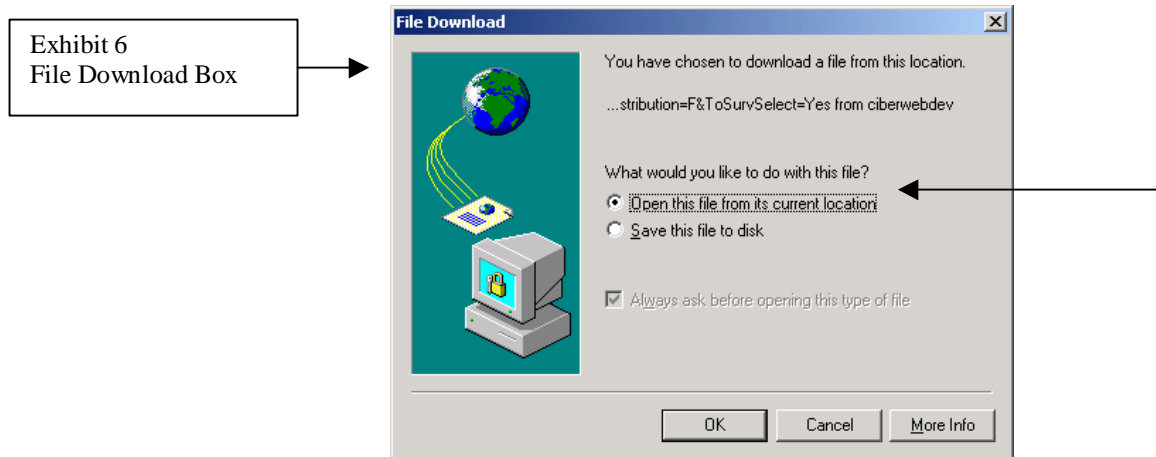 Exhibit 6
File Download Box
File Download
You have chosen to download a file from this location.
...stribution=F&ToSurvSelect=Yes from ciberwebdev
What would you like to do with this file?
Open this file from its current location
Save this file to disk
Always ask before opening this type of file
OK
Cancel
More Info